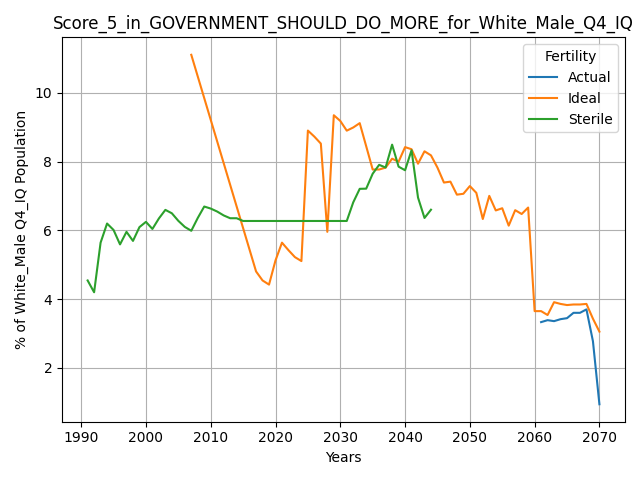 Score_5_in_GOVERNMENT_SHOULD_DO_MORE_for_White_Male_Q4_IQ
Fertility
Actual
Ideal
Sterile
% of White_Male Q4_IQ Population
10
8
6
4
2
1990 2000 2010 2020 2030 2040 2050 2060 2070
Years